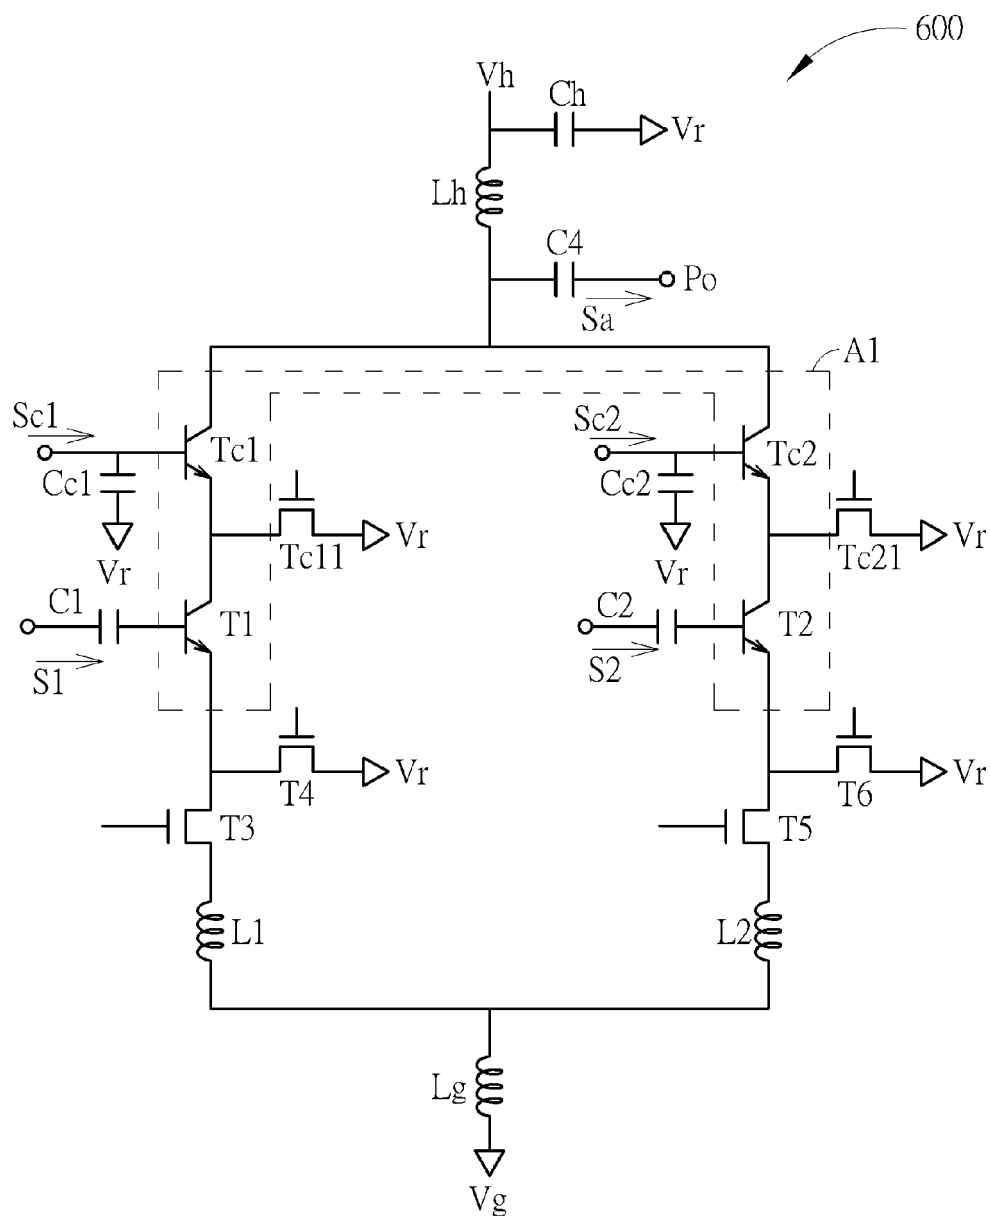 600
Vh
Ch
Vr
Lh
C4
Po
Sa
A1
Sc1
Tc1
Cc1
Vr
Tc11
Vr
Sc2
Tc2
Cc2
Tc21
Vr
C1
T1
S1
C2
T2
S2
T4
Vr
T6
Vr
T3
T5
L1
L2
Lg
Vg